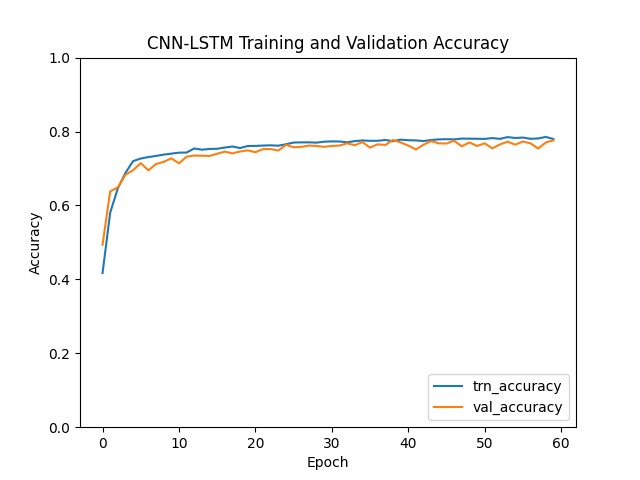 CNN-LSTM Training and Validation Accuracy
1.0
0.8
0.6
0.4
0.2
0.0
Accuracy
trn_accuracy
val_accuracy
0 10 20 30 40 50 60
Epoch